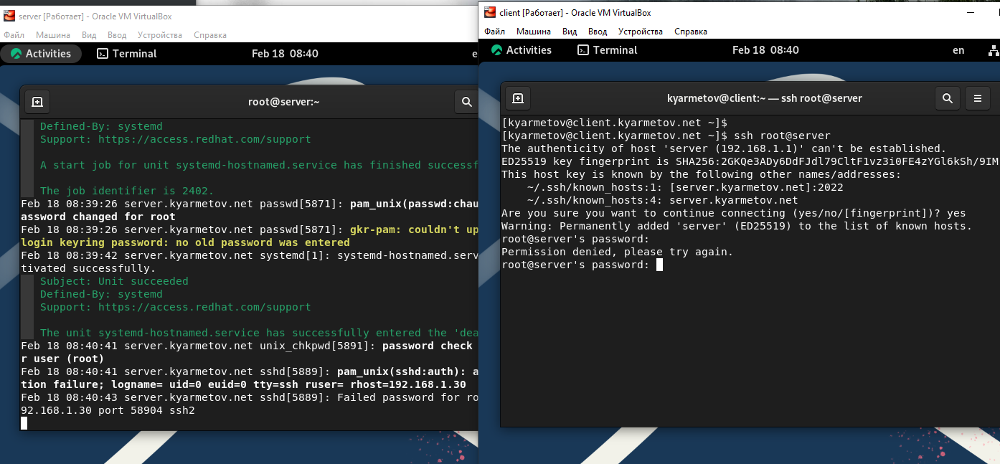 server [Работает] - Oracle VM VirtualBox
Файл Машина Вид Ввод Устройства Справка
Activities Terminal Feb 18 08:40 e
root@server:~
Defined-By: systemd
Support: https://access.redhat.com/support
A start job for unit systemd-hostnamed.service has finished successf
The job identifier is 2402.
Feb 18 08:39:26 server.kyarmetov.net passwd[5871]: pam_unix(passwd:chau
assword changed for root
Feb 18 08:39:26 server.kyarmetov.net passwd[5871]: gkr-pam: couldn't up
login keyring password: no old password was entered
Feb 18 08:39:42 server.kyarmetov.net systemd[1]: systemd-hostnamed.serv
tivated successfully.
Subject: Unit succeeded
Defined-By: systemd
Support: https://access.redhat.com/support
The unit systemd-hostnamed.service has successfully entered the 'dea
Feb 18 08:40:41 server.kyarmetov.net unix_chkpwd[5891]: password check
r user (root)
Feb 18 08:40:41 server.kyarmetov.net sshd[5889]: pam_unix(sshd:auth): a
tion failure; logname= uid=0 euid=0 tty=ssh ruser= rhost=192.168.1.30
Feb 18 08:40:43 server.kyarmetov.net sshd[5889]: Failed password for ro
92.168.1.30 port 58904 ssh2
client [Работает] - Oracle VM VirtualBox
Файл Машина Вид Ввод Устройства Справка
Activities Terminal Feb 18 08:40 en
kyarmetov@client:~ — ssh root@server
[kyarmetov@client.kyarmetov.net ~]$
[kyarmetov@client.kyarmetov.net ~]$ ssh root@server
The authenticity of host 'server (192.168.1.1)' can't be established.
ED25519 key fingerprint is SHA256:2GKQe3ADy6DdFJdl79CltF1vz3i0FE4zYGl6kSh/9IM
This host key is known by the following other names/addresses:
~/.ssh/known_hosts:1: [server.kyarmetov.net]:2022
~/.ssh/known_hosts:4: server.kyarmetov.net
Are you sure you want to continue connecting (yes/no/[fingerprint])? yes
Warning: Permanently added 'server' (ED25519) to the list of known hosts.
root@server's password:
Permission denied, please try again.
root@server's password: